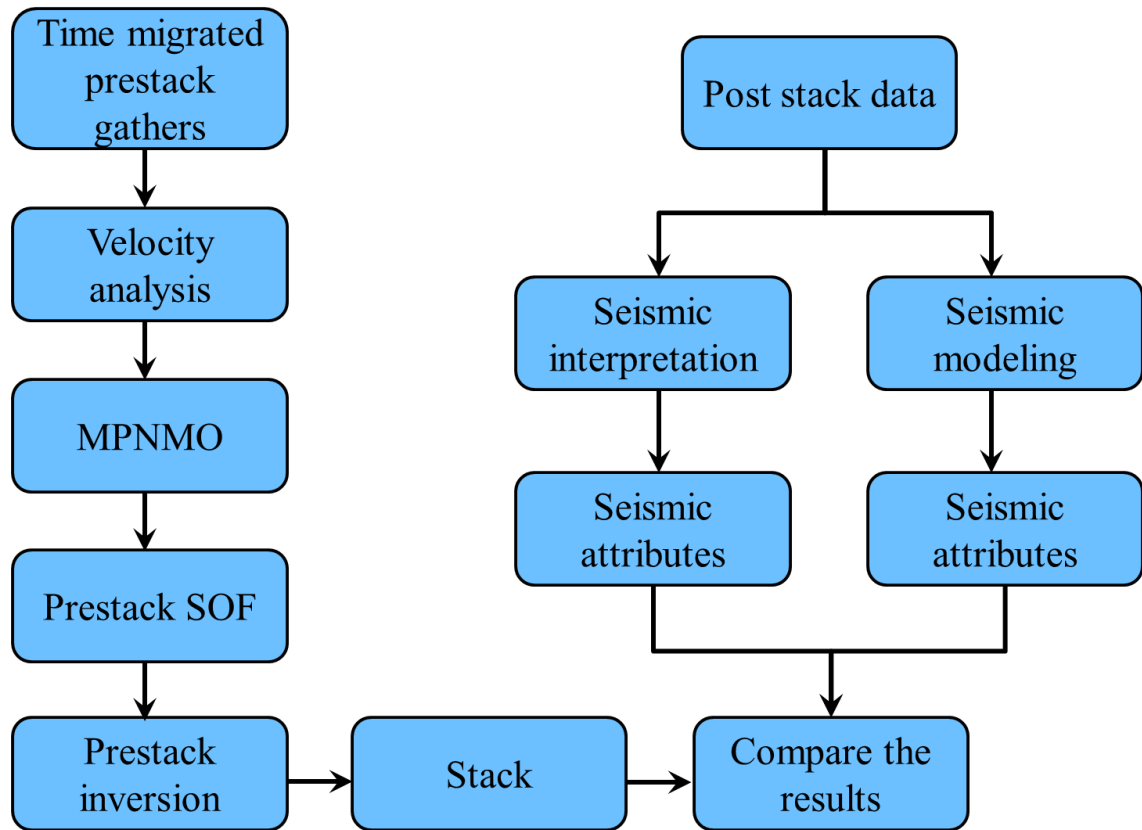 Time migrated
prestack
gathers
Velocity
analysis
MPNMO
Prestack SOF
Prestack
inversion
Stack
Post stack data
Seismic
interpretation
Seismic
attributes
Seismic
modeling
Seismic
attributes
Compare the
results